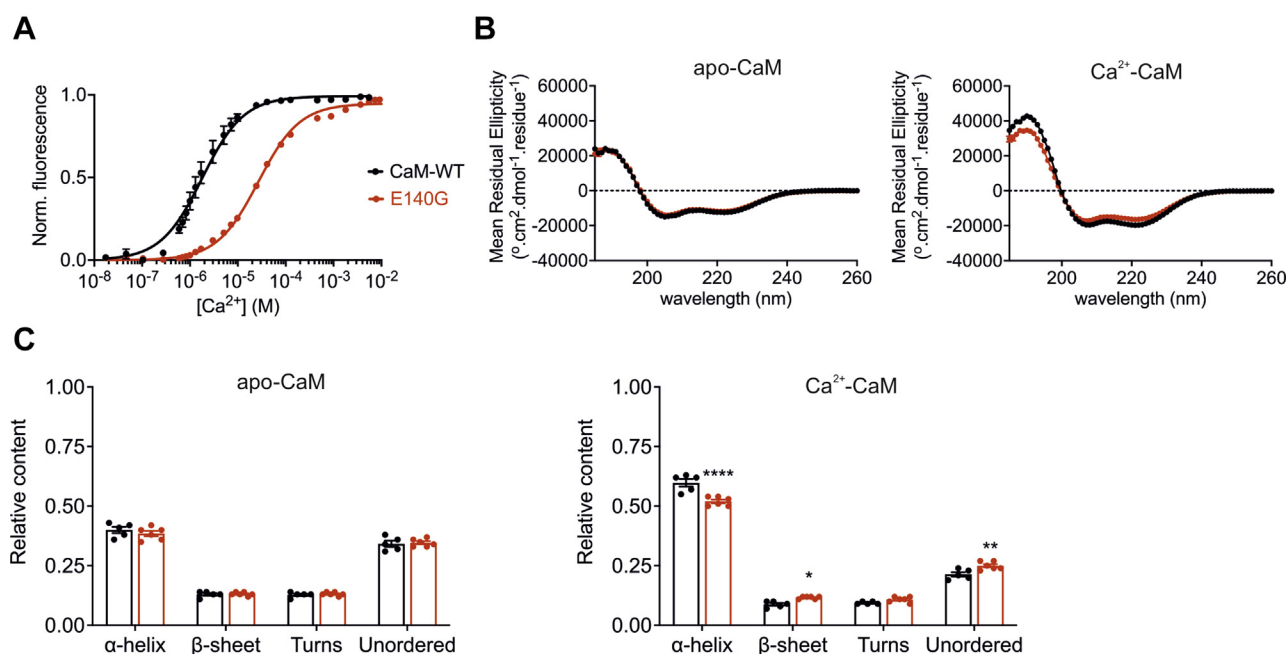 A
Norm. fluorescence
1.0
0.5
0.0
10⁻⁸ 10⁻⁷ 10⁻⁶ 10⁻⁵ 10⁻⁴ 10⁻³ 10⁻²
[Ca²⁺] (M)
CaM-WT
E140G
B
apo-CaM
Mean Residual Ellipticity
(º.cm².dmol⁻¹.residue⁻¹)
60000
40000
20000
0
-20000
-40000
200 220 240 260
wavelength (nm)
Ca²⁺-CaM
Mean Residual Ellipticity
(º.cm².dmol⁻¹.residue⁻¹)
60000
40000
20000
0
-20000
-40000
200 220 240 260
wavelength (nm)
C
apo-CaM
Relative content
1.00
0.75
0.50
0.25
0.00
α-helix β-sheet Turns Unordered
Ca²⁺-CaM
Relative content
1.00
0.75
0.50
0.25
0.00
****
*
**
α-helix β-sheet Turns Unordered